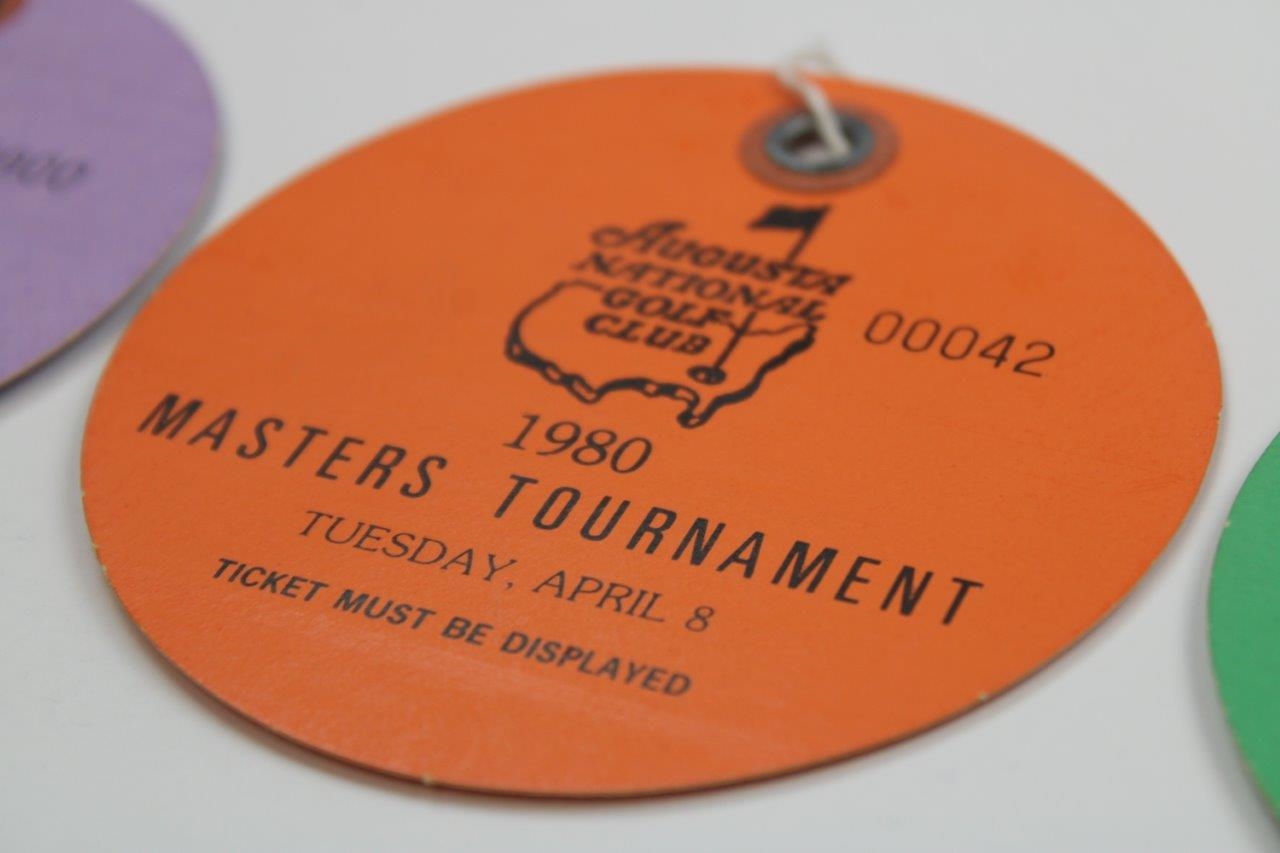 Augusta
NATIONAL
GOLF
CLUB
00042
1980
MASTERS TOURNAMENT
TUESDAY, APRIL 8
TICKET MUST BE DISPLAYED